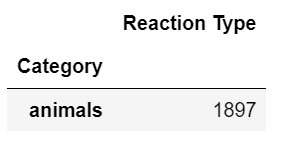 Reaction Type
Category
animals 1897